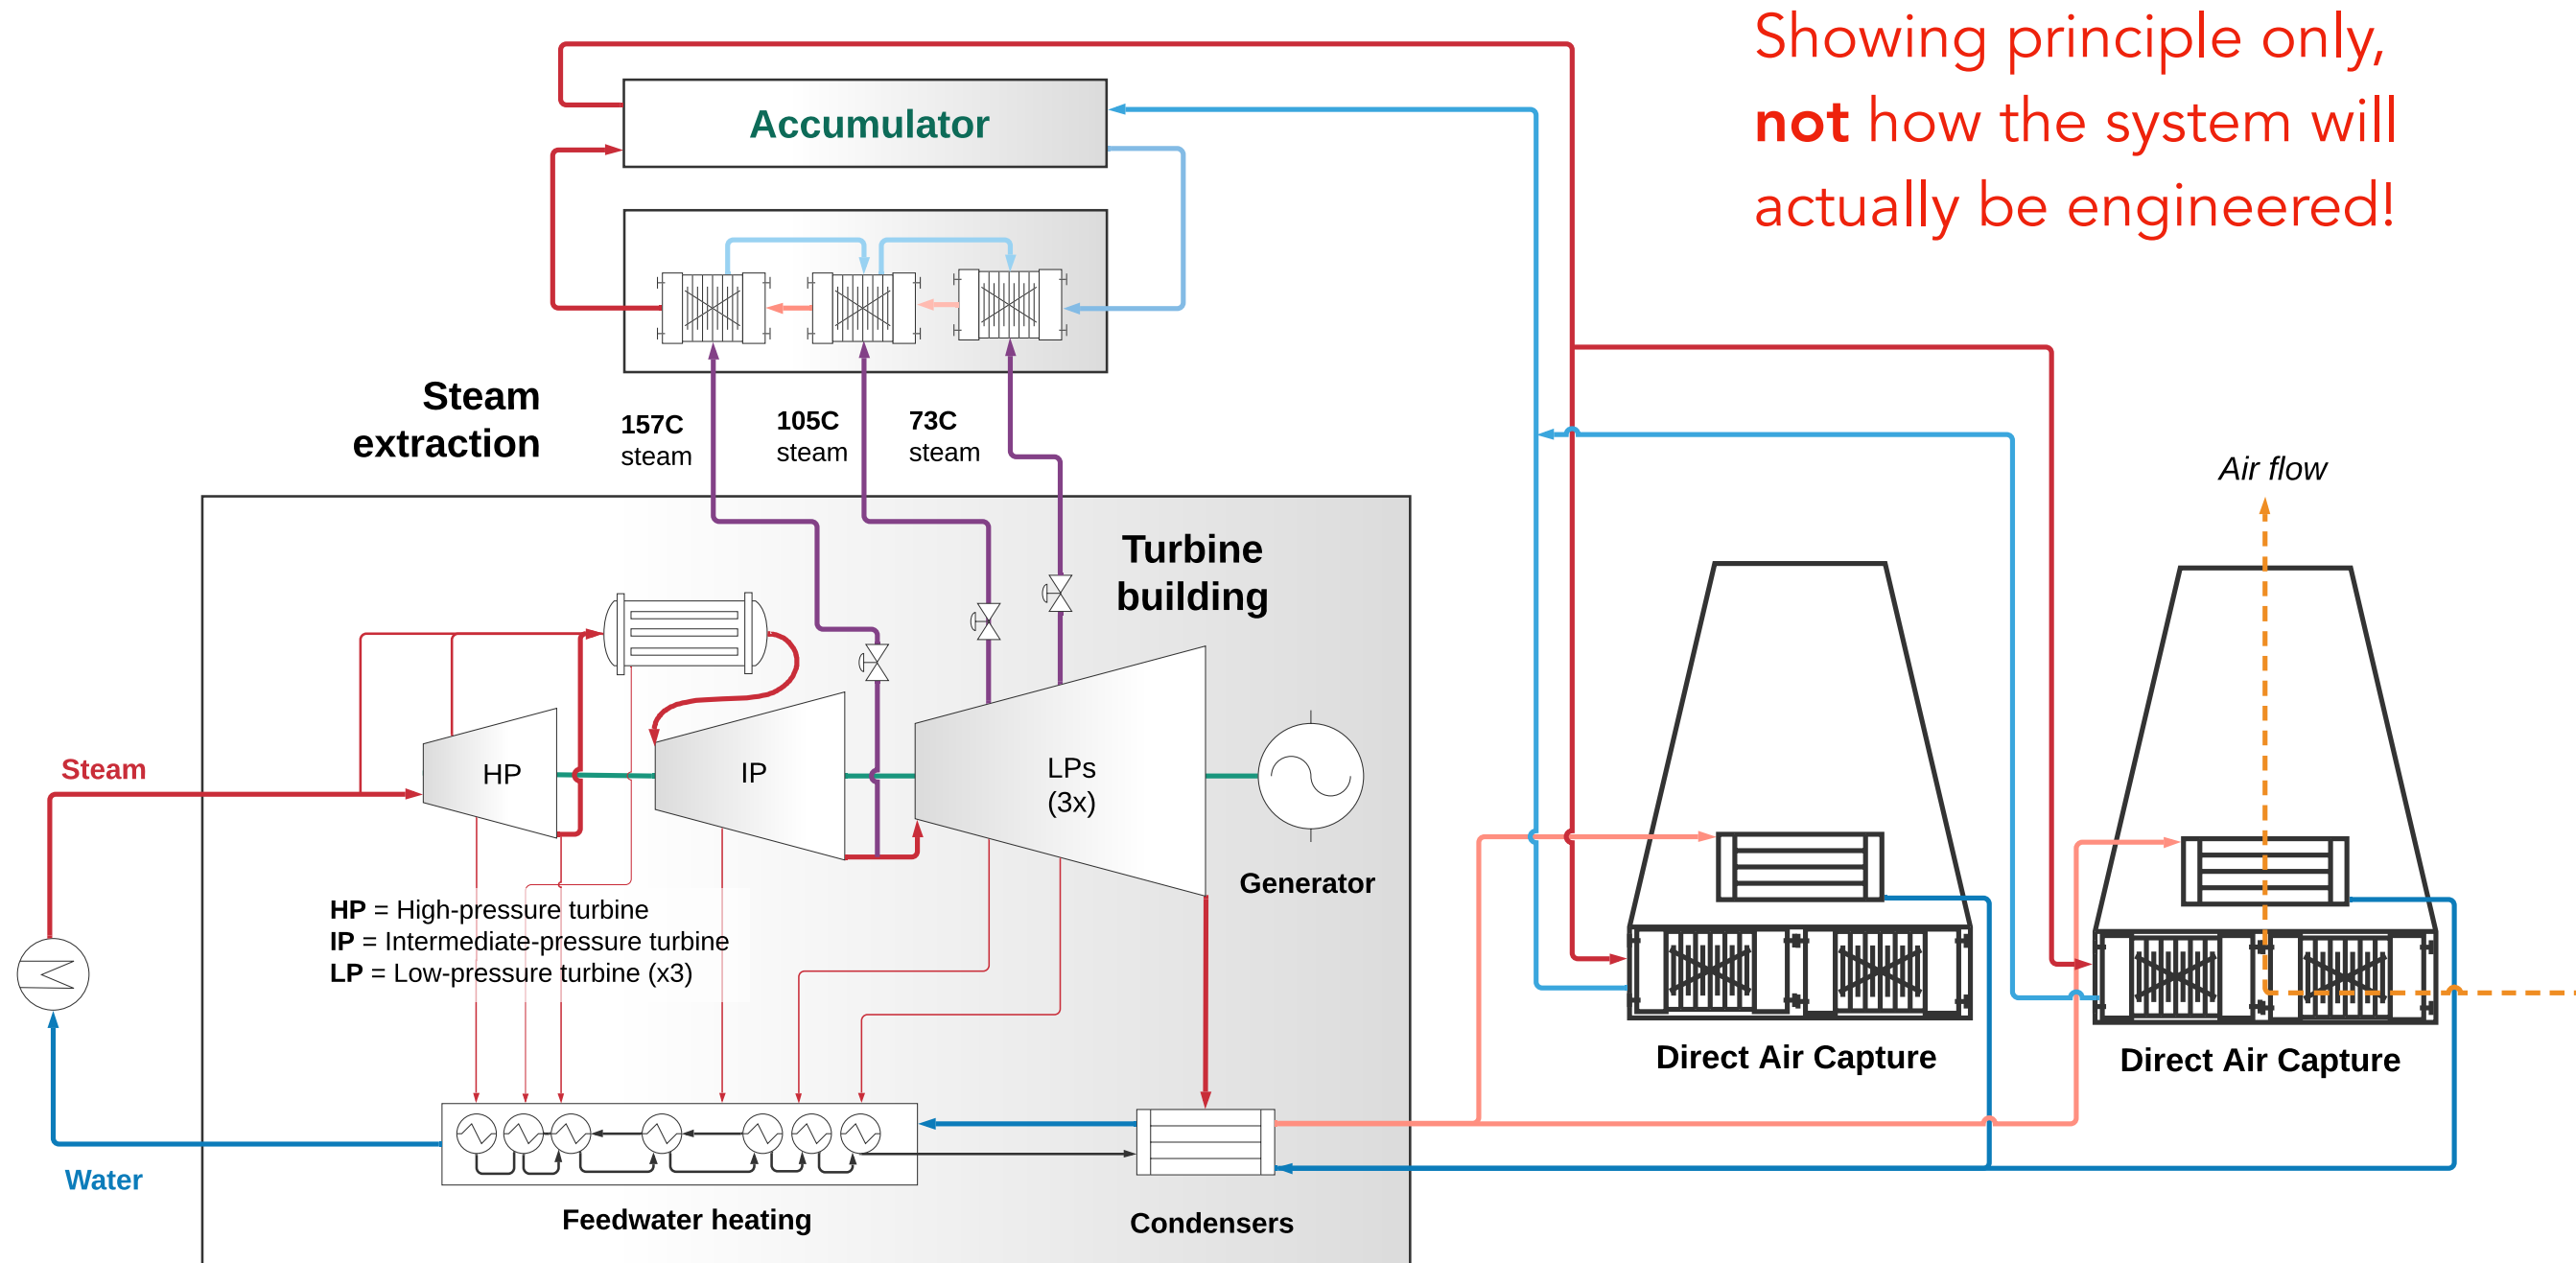 Showing principle only,
not how the system will
actually be engineered!
Accumulator
Steam
extraction
157C
steam
105C
steam
73C
steam
Air flow
Turbine
building
Steam
HP
IP
LPs
(3x)
Generator
HP = High-pressure turbine
IP = Intermediate-pressure turbine
LP = Low-pressure turbine (x3)
Direct Air Capture
Direct Air Capture
Water
Feedwater heating
Condensers